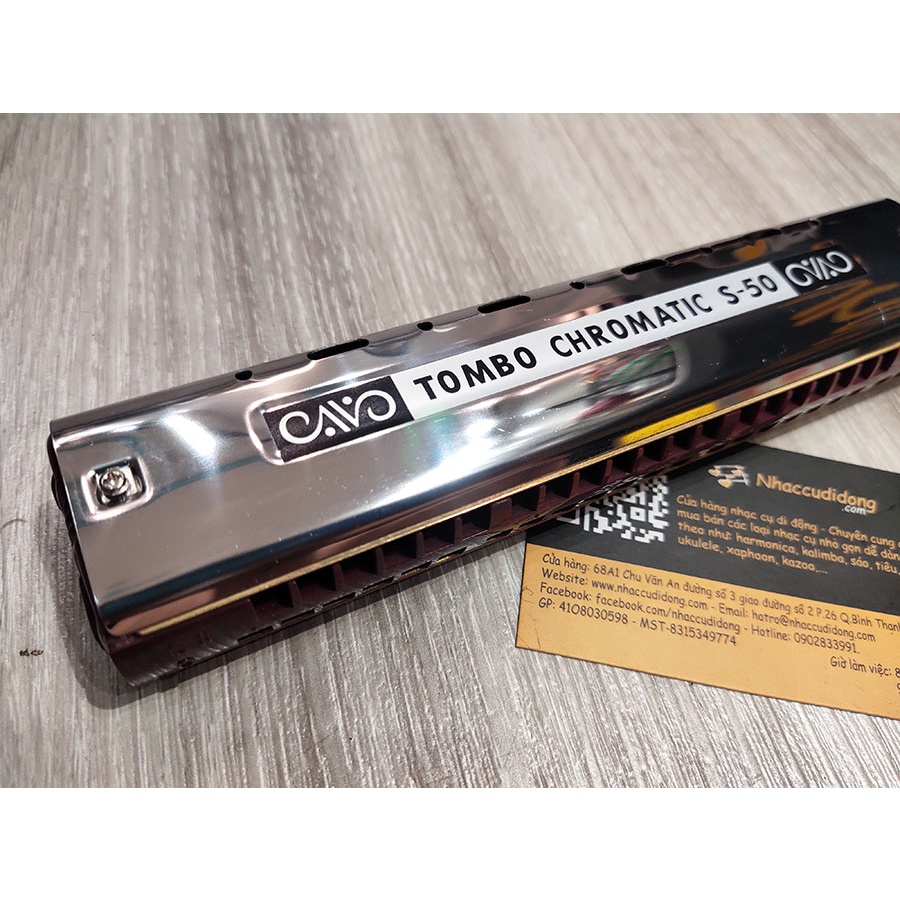 TOMBO CHROMATIC S-50
Nhaccudidong
.com
Cửa hàng nhạc cụ di động - Chuyên cung
mua bán các loại nhạc cụ nhỏ gọn dễ dàn
theo như: harmonica, kalimba, sáo, tiêu,
ukulele, xaphoon, kazoo,...
Cửa hàng: 68A1 Chu Văn An đường số 3 giao đường số 2 P.26 Q.Bình Thanh
Website: www.nhaccudidong.com - Email: hotro@nhaccudidong.com
Facebook: facebook.com/nhaccudidong - Hotline: 0902833991.
GP: 41O8030598 - MST-8315349774
Giờ làm việc: 8